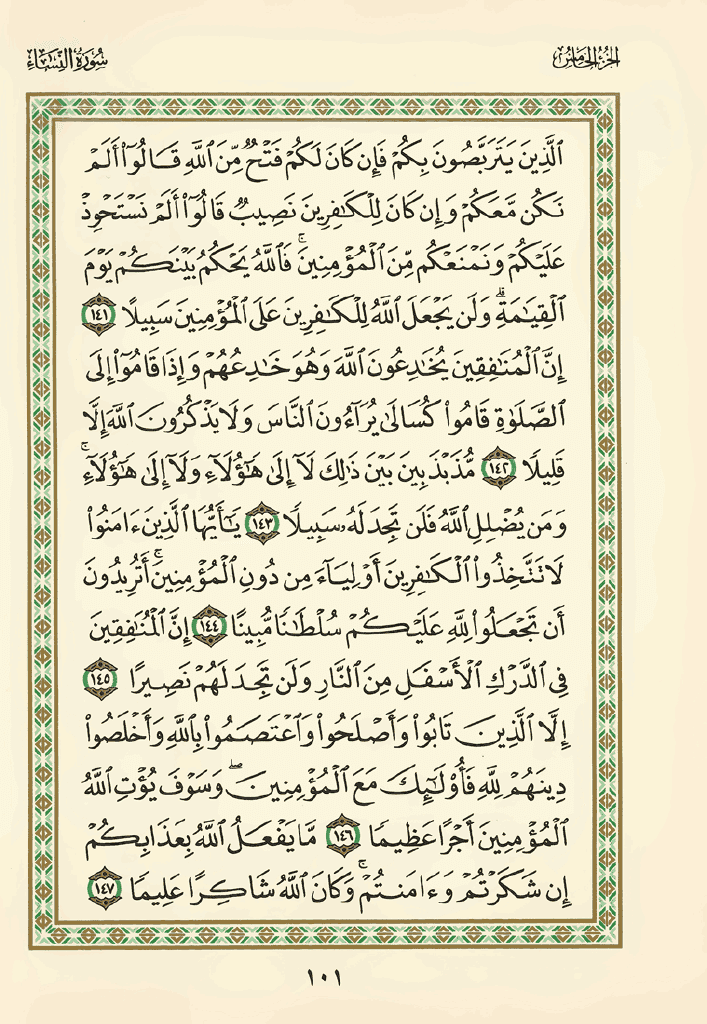 الجزء الخامس
سورة النساء
ٱلَّذِينَ يَتَرَبَّصُونَ بِكُمْ فَإِن كَانَ لَكُمْ فَتْحٌ مِّنَ ٱللَّهِ قَالُوٓا۟ أَلَمْ
نَكُن مَّعَكُمْ وَإِن كَانَ لِلْكَٰفِرِينَ نَصِيبٌ قَالُوٓا۟ أَلَمْ نَسْتَحْوِذْ
عَلَيْكُمْ وَنَمْنَعْكُم مِّنَ ٱلْمُؤْمِنِينَ ۚ فَٱللَّهُ يَحْكُمُ بَيْنَكُمْ يَوْمَ
ٱلْقِيَٰمَةِ ۗ وَلَن يَجْعَلَ ٱللَّهُ لِلْكَٰفِرِينَ عَلَى ٱلْمُؤْمِنِينَ سَبِيلًا ١٤١
إِنَّ ٱلْمُنَٰفِقِينَ يُخَٰدِعُونَ ٱللَّهَ وَهُوَ خَٰدِعُهُمْ وَإِذَا قَامُوٓا۟ إِلَى
ٱلصَّلَوٰةِ قَامُوا۟ كُسَالَىٰ يُرَآءُونَ ٱلنَّاسَ وَلَا يَذْكُرُونَ ٱللَّهَ إِلَّا
قَلِيلًا ١٤٢ مُّذَبْذَبِينَ بَيْنَ ذَٰلِكَ لَآ إِلَىٰ هَٰٓؤُلَآءِ وَلَآ إِلَىٰ هَٰٓؤُلَآءِ ۚ
وَمَن يُضْلِلِ ٱللَّهُ فَلَن تَجِدَ لَهُۥ سَبِيلًا ١٤٣ يَٰٓأَيُّهَا ٱلَّذِينَ ءَامَنُوا۟
لَا تَتَّخِذُوا۟ ٱلْكَٰفِرِينَ أَوْلِيَآءَ مِن دُونِ ٱلْمُؤْمِنِينَ ۚ أَتُرِيدُونَ
أَن تَجْعَلُوا۟ لِلَّهِ عَلَيْكُمْ سُلْطَٰنًا مُّبِينًا ١٤٤ إِنَّ ٱلْمُنَٰفِقِينَ
فِى ٱلدَّرْكِ ٱلْأَسْفَلِ مِنَ ٱلنَّارِ وَلَن تَجِدَ لَهُمْ نَصِيرًا ١٤٥
إِلَّا ٱلَّذِينَ تَابُوا۟ وَأَصْلَحُوا۟ وَٱعْتَصَمُوا۟ بِٱللَّهِ وَأَخْلَصُوا۟
دِينَهُمْ لِلَّهِ فَأُو۟لَٰٓئِكَ مَعَ ٱلْمُؤْمِنِينَ ۖ وَسَوْفَ يُؤْتِ ٱللَّهُ
ٱلْمُؤْمِنِينَ أَجْرًا عَظِيمًا ١٤٦ مَّا يَفْعَلُ ٱللَّهُ بِعَذَابِكُمْ
إِن شَكَرْتُمْ وَءَامَنتُمْ ۚ وَكَانَ ٱللَّهُ شَاكِرًا عَلِيمًا ١٤٧
١٠١